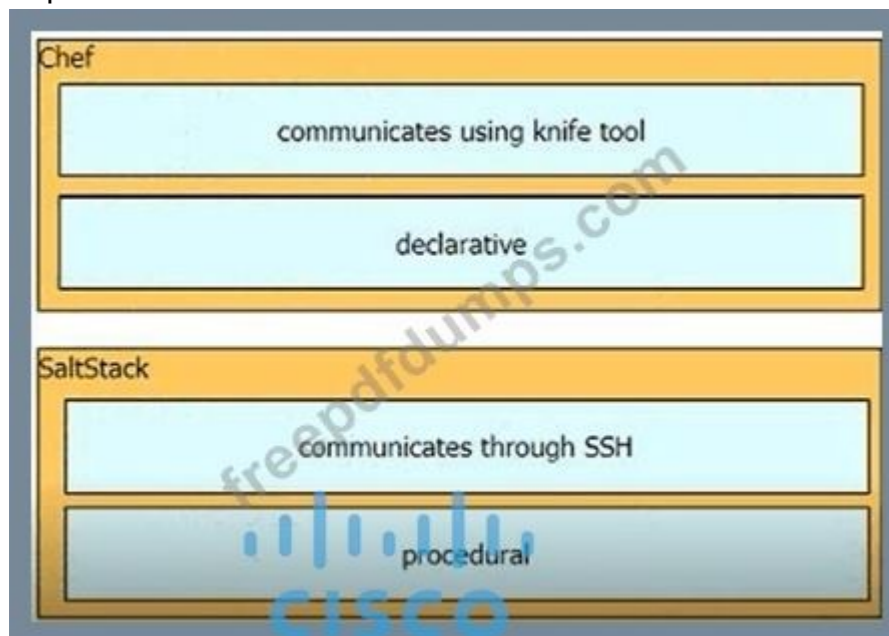 Chef
communicates using knife tool
declarative
SaltStack
communicates through SSH
procedural
freepdfdumps.com
CISCO